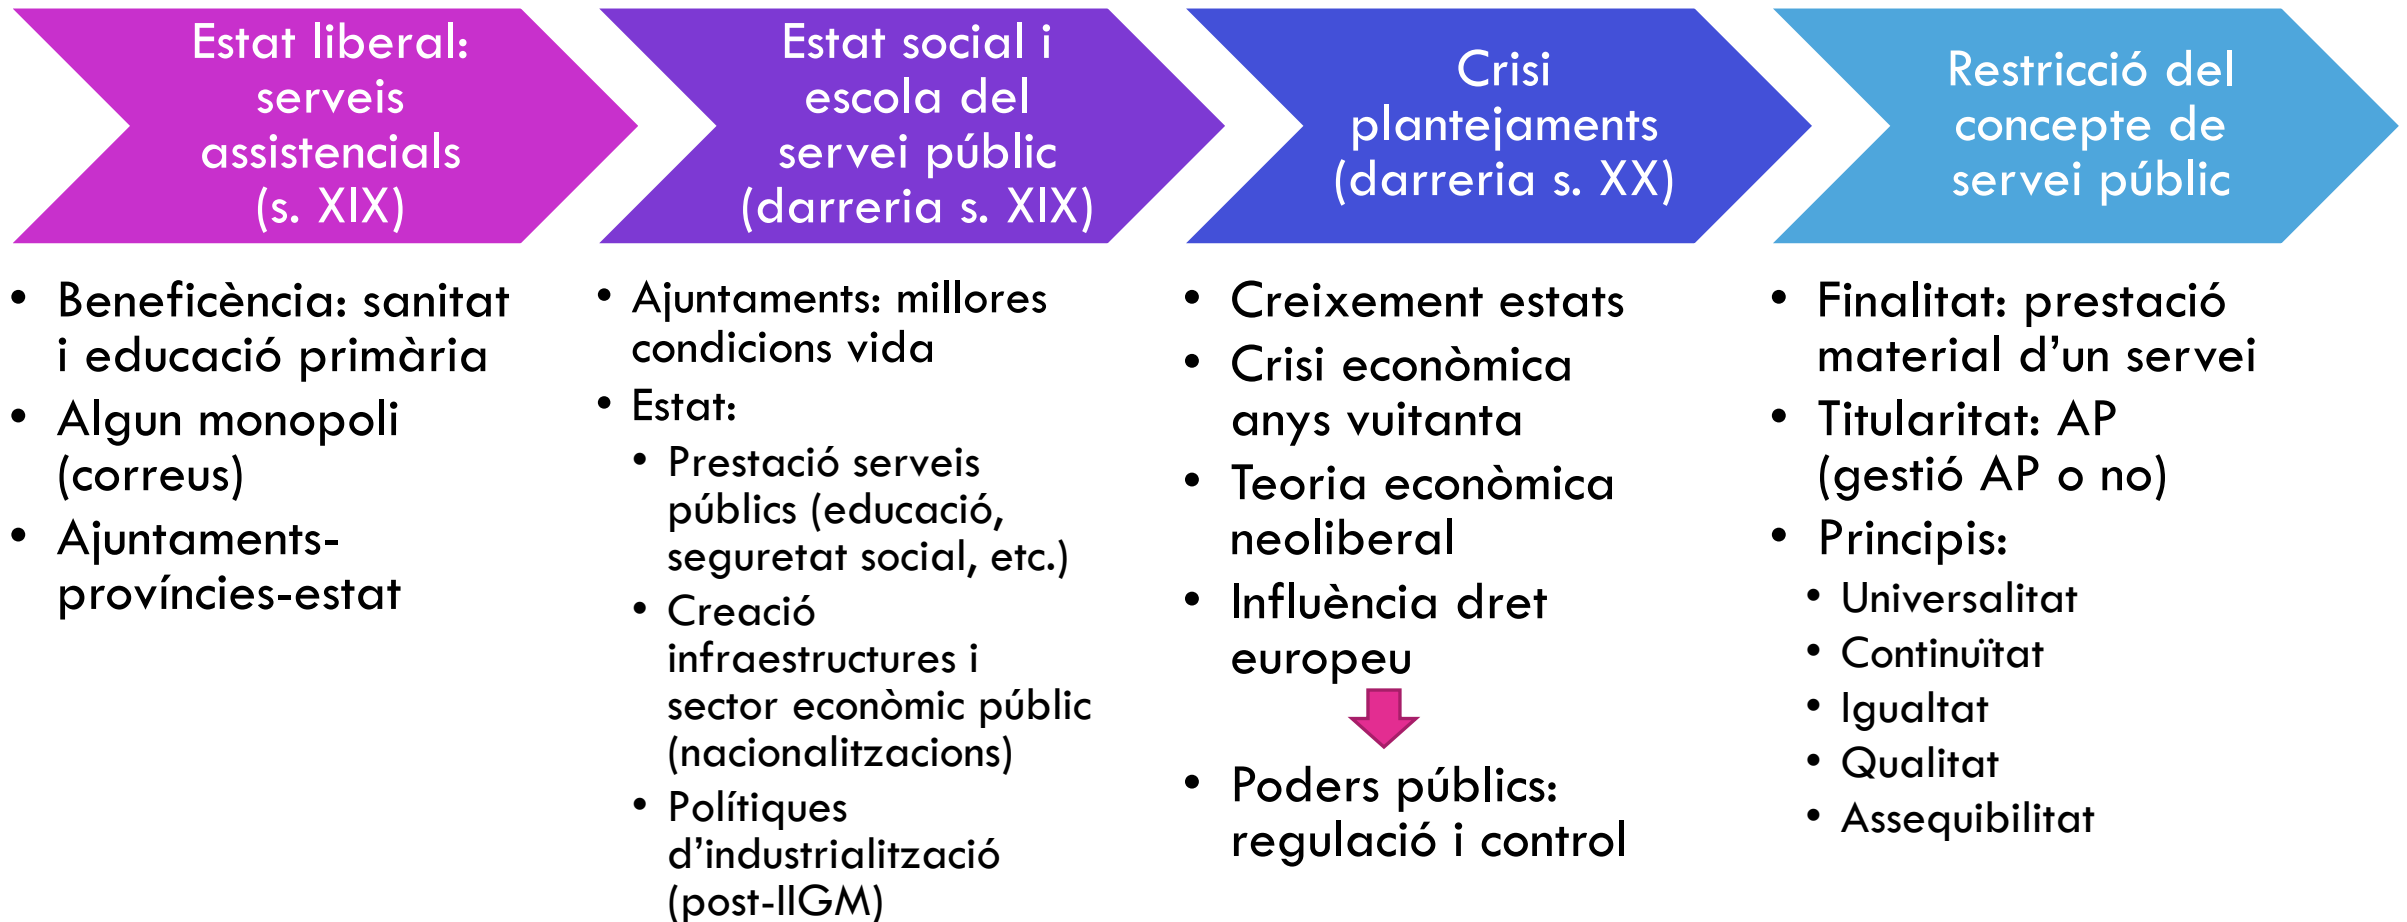 Estat liberal:
serveis
assistencials
(s. XIX)
• Beneficència: sanitat
i educació primària
• Algun monopoli
(correus)
• Ajuntaments-
províncies-estat
Estat social i
escola del
servei públic
(darreria s. XIX)
• Ajuntaments: millores
condicions vida
• Estat:
• Prestació serveis
públics (educació,
seguretat social, etc.)
• Creació
infraestructures i
sector econòmic públic
(nacionalitzacions)
• Polítiques
d’industrialització
(post-IIGM)
Crisi
plantejaments
(darreria s. XX)
• Creixement estats
• Crisi econòmica
anys vuitanta
• Teoria econòmica
neoliberal
• Influència dret
europeu
• Poders públics:
regulació i control
Restricció del
concepte de
servei públic
• Finalitat: prestació
material d’un servei
• Titularitat: AP
(gestió AP o no)
• Principis:
• Universalitat
• Continuïtat
• Igualtat
• Qualitat
• Assequibilitat